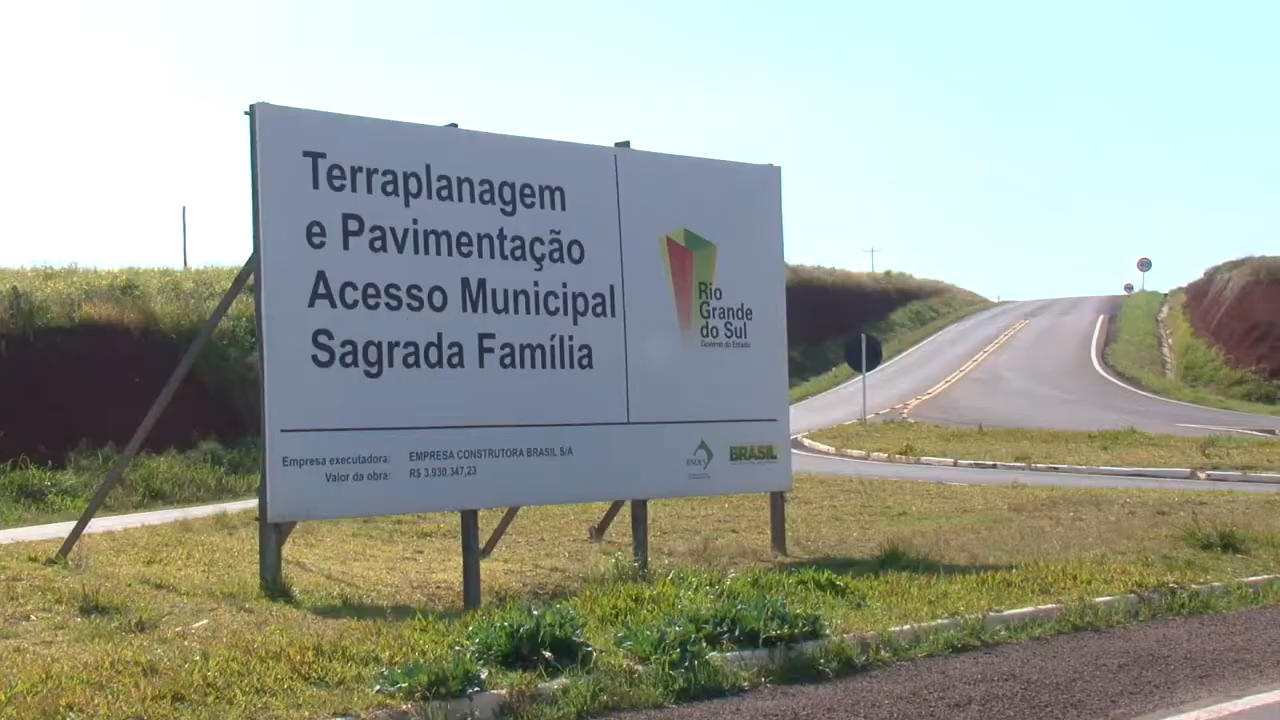 Terraplanagem
e Pavimentação
Acesso Municipal
Sagrada Família
Rio
Grande
do Sul
Governo do Estado
Empresa executadora: EMPRESA CONSTRUTORA BRASIL S/A
Valor da obra: R$ 3.930.347,23
BNDES
BRASIL